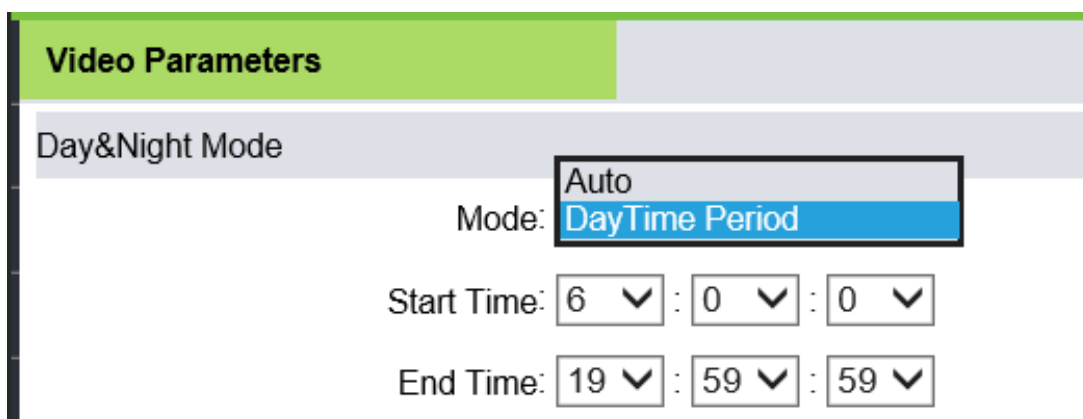 Video Parameters
Day&Night Mode
Auto
Mode: DayTime Period
Start Time: 6 : 0 : 0
End Time: 19 : 59 : 59